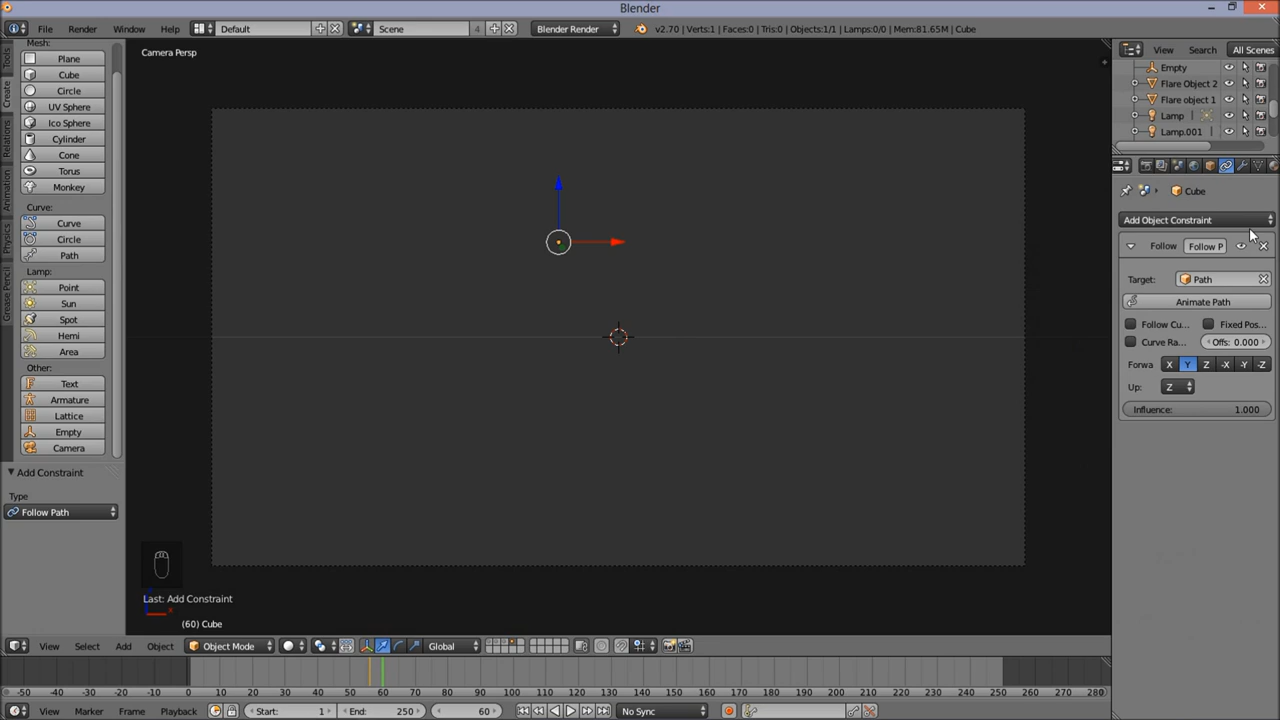 Blender
File Render Window Help Default Scene 4 Blender Render v2.70 | Verts:1 | Faces:0 | Tris:0 | Objects:1/1 | Lamps:0/0 | Mem:81.65M | Cube
Tools
Create
Relations
Animation
Physics
Grease Pencil
Mesh:
Plane
Cube
Circle
UV Sphere
Ico Sphere
Cylinder
Cone
Torus
Monkey
Curve:
Curve
Circle
Path
Lamp:
Point
Sun
Spot
Hemi
Area
Other:
Text
Armature
Lattice
Empty
Camera
Add Constraint
Type
Follow Path
Camera Persp
Last: Add Constraint
x
(60) Cube
View Search All Scenes
Empty
Flare Object 2
Flare object 1
Lamp
Lamp.001
Cube
Add Object Constraint
Follow Follow P
Target: Path
Animate Path
Follow Cu... Fixed Pos...
Curve Ra... Offs: 0.000
Forwa X Y Z -X -Y -Z
Up: Z
Influence: 1.000
View Select Add Object Object Mode Global
-50 -40 -30 -20 -10 0 10 20 30 40 50 60 70 80 90 100 110 120 130 140 150 160 170 180 190 200 210 220 230 240 250 260 270 280
View Marker Frame Playback Start: 1 End: 250 60 No Sync